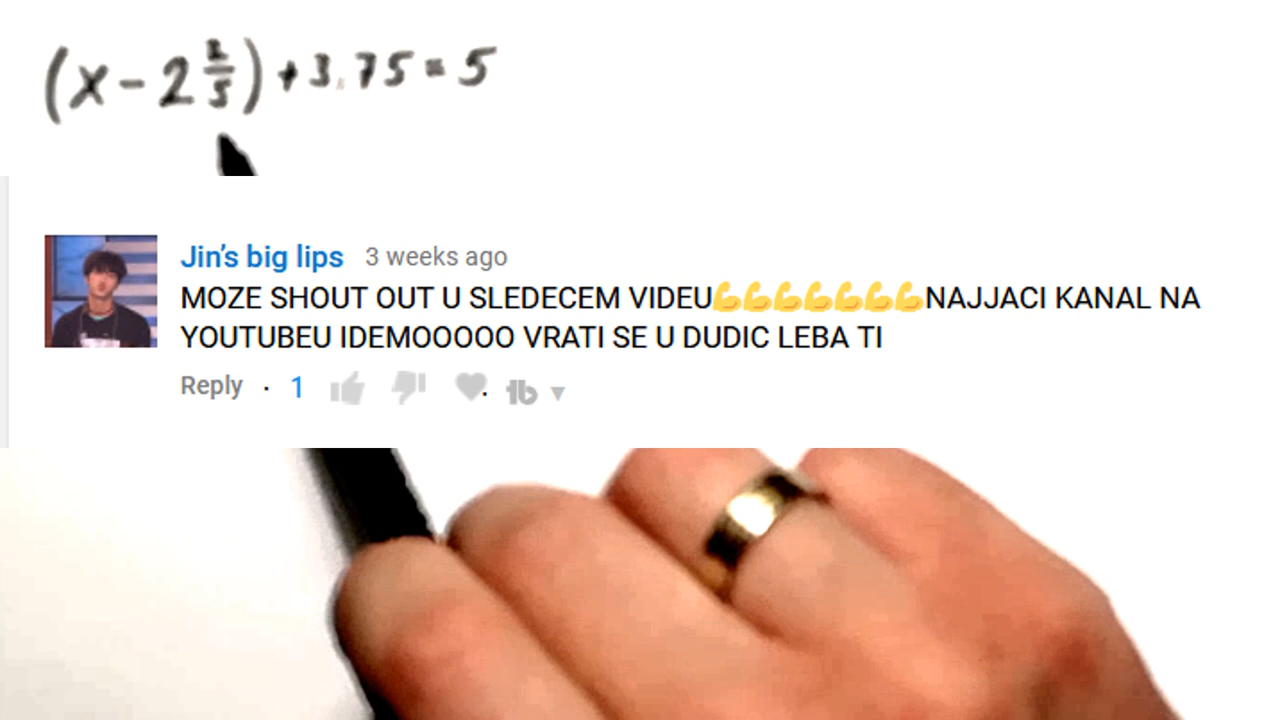 (x - 2 2/5) + 3.75 = 5
Jin's big lips 3 weeks ago
MOZE SHOUT OUT U SLEDECEM VIDEU💪💪💪💪💪💪💪NAJJACI KANAL NA
YOUTUBEU IDEMOOOOO VRATI SE U DUDIC LEBA TI
Reply · 1